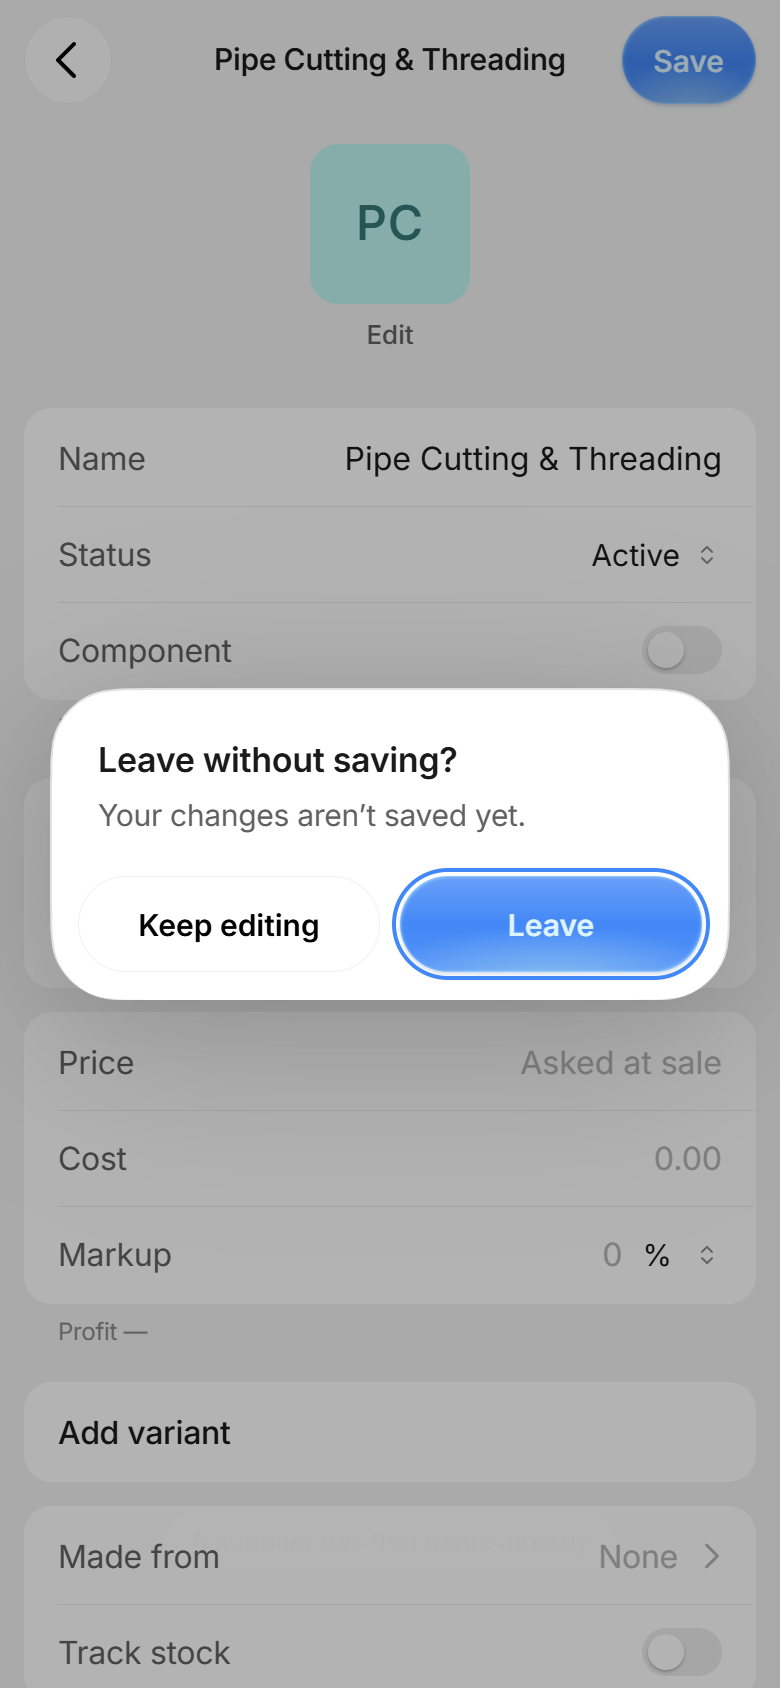 Pipe Cutting & Threading
Save
PC
Edit
Name
Pipe Cutting & Threading
Status
Active
Component
Leave without saving?
Your changes aren’t saved yet.
Keep editing
Leave
Price
Asked at sale
Cost
0.00
Markup
0 %
Profit —
Add variant
Made from
None
Track stock